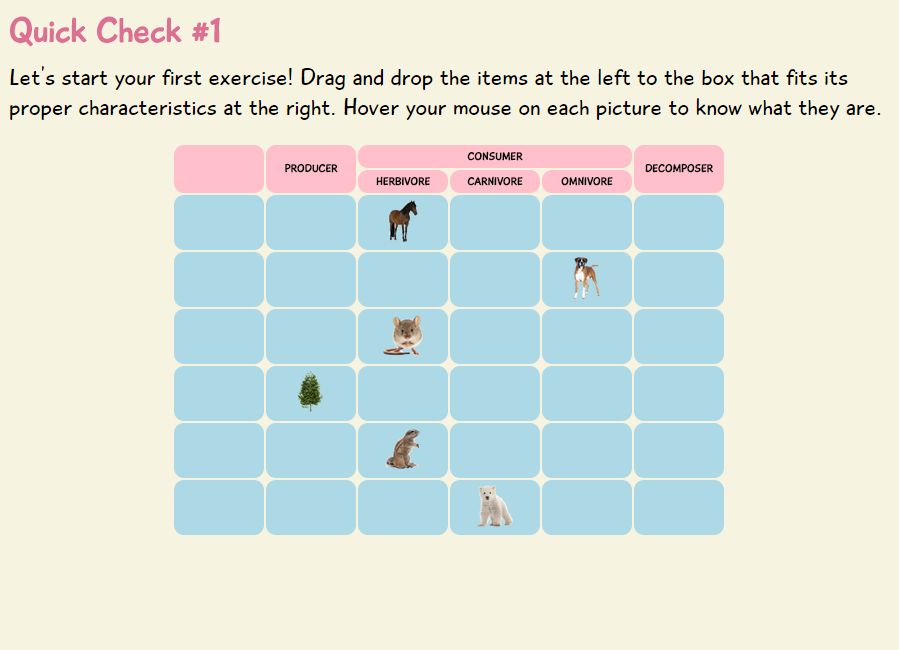 Quick Check #1
Let's start your first exercise! Drag and drop the items at the left to the box that fits its
proper characteristics at the right. Hover your mouse on each picture to know what they are.
PRODUCER
CONSUMER
DECOMPOSER
HERBIVORE
CARNIVORE
OMNIVORE